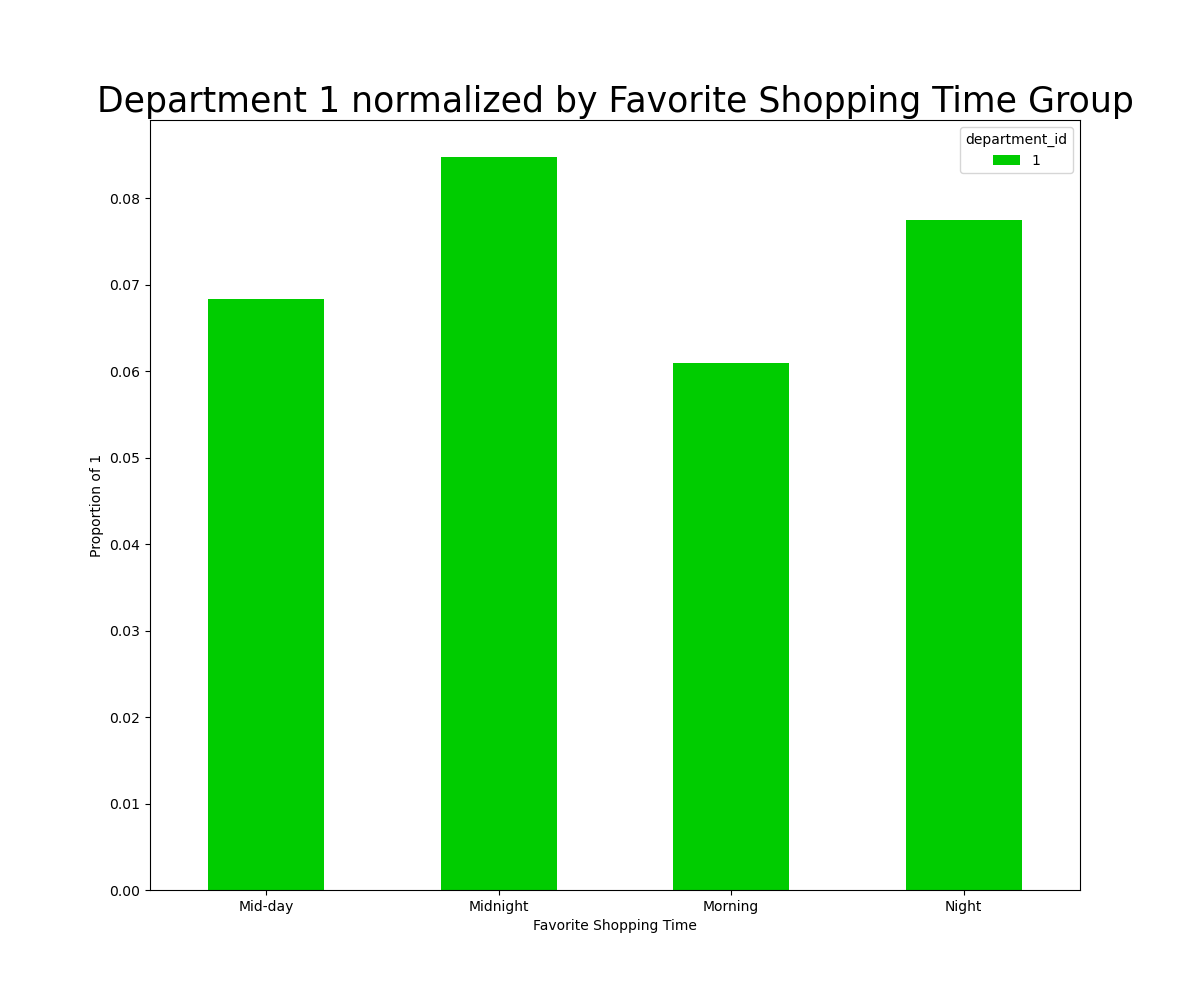 Department 1 normalized by Favorite Shopping Time Group
department_id
1
0.08
0.07
0.06
0.05
0.04
0.03
0.02
0.01
0.00
Proportion of 1
Mid-day Midnight Morning Night
Favorite Shopping Time